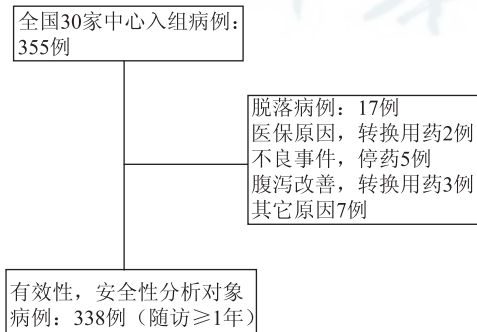 全国30家中心入组病例：
355例
脱落病例：17例
医保原因，转换用药2例
不良事件，停药5例
腹泻改善，转换用药3例
其它原因7例
有效性，安全性分析对象
病例：338例（随访≥1年）